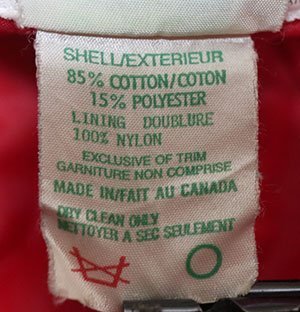 SHELL/EXTERIEUR
85% COTTON/COTON
15% POLYESTER
LINING DOUBLURE
100% NYLON
EXCLUSIVE OF TRIM
GARNITURE NON COMPRISE
MADE IN/FAIT AU CANADA
DRY CLEAN ONLY
NETTOYER A SEC SEULEMENT